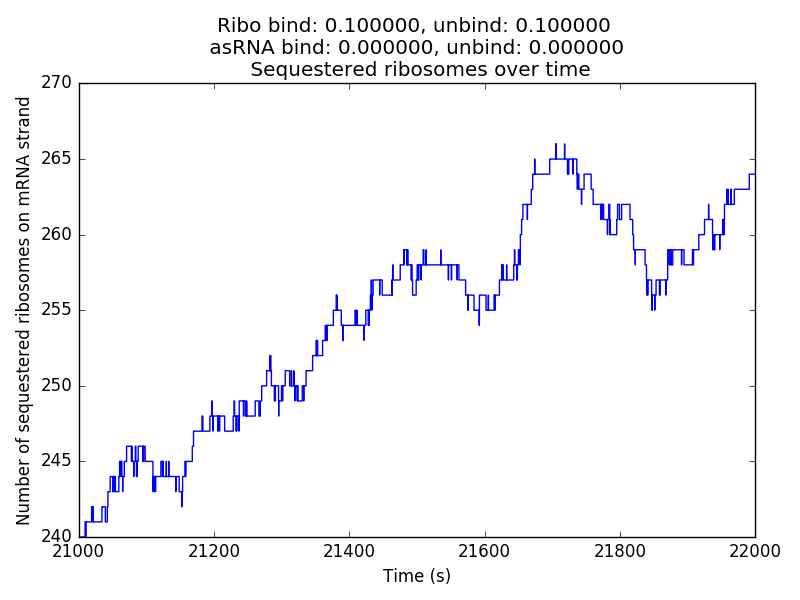 Ribo bind: 0.100000, unbind: 0.100000
asRNA bind: 0.000000, unbind: 0.000000
Sequestered ribosomes over time
Number of sequestered ribosomes on mRNA strand
270
265
260
255
250
245
240
21000 21200 21400 21600 21800 22000
Time (s)